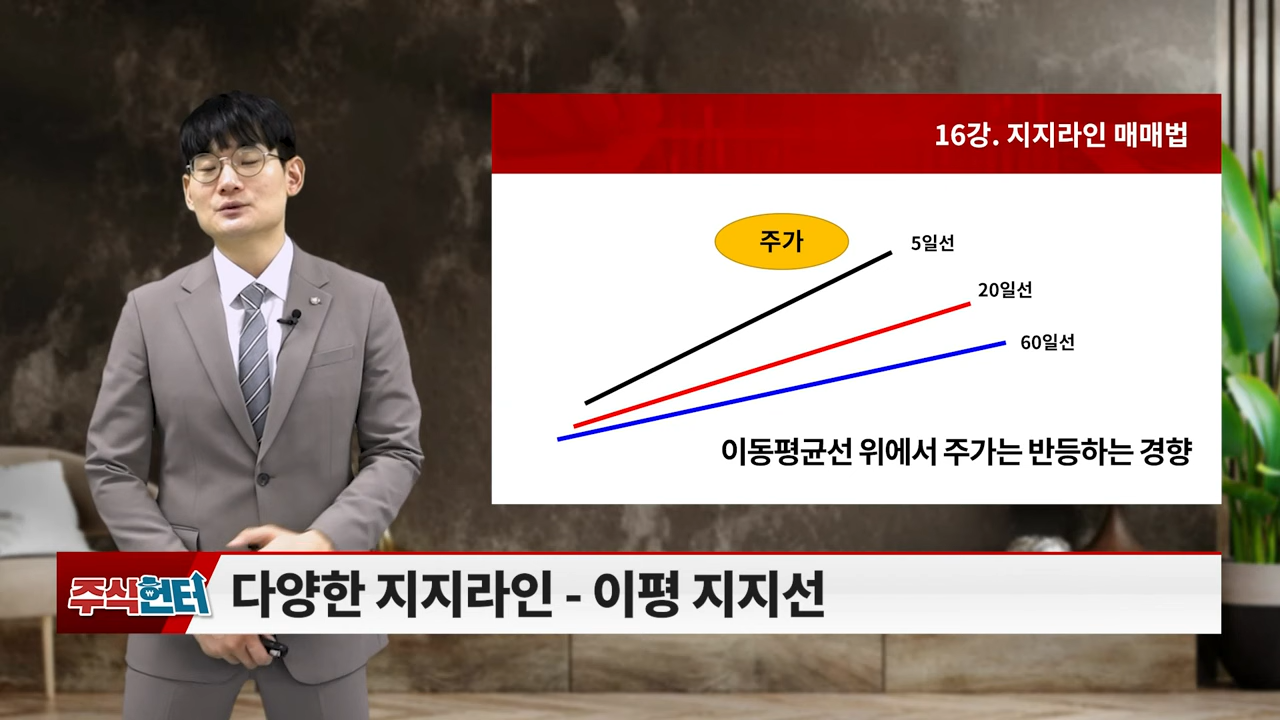 16강. 지지라인 매매법
주가
5일선
20일선
60일선
이동평균선 위에서 주가는 반등하는 경향
주식헌터
다양한 지지라인 - 이평 지지선